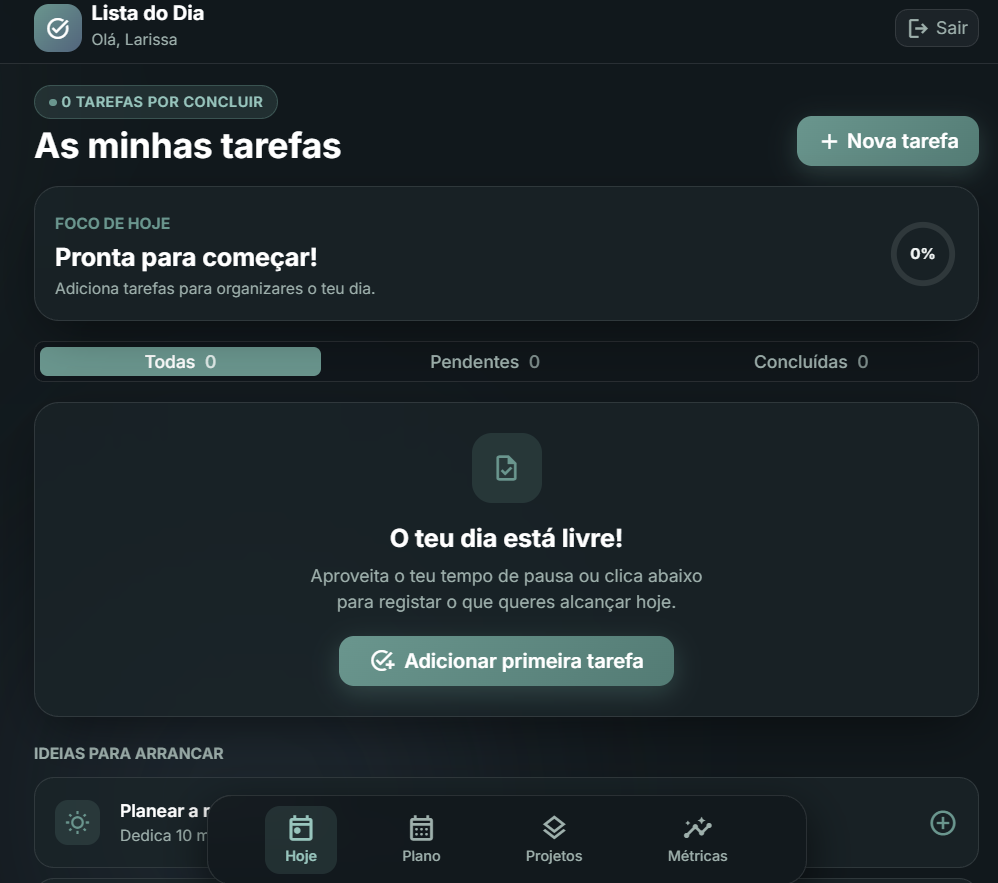 Lista do Dia
Olá, Larissa
Sair
0 TAREFAS POR CONCLUIR
As minhas tarefas
Nova tarefa
FOCO DE HOJE
Pronta para começar!
Adiciona tarefas para organizares o teu dia.
0%
Todas 0
Pendentes 0
Concluídas 0
O teu dia está livre!
Aproveita o teu tempo de pausa ou clica abaixo
para registar o que queres alcançar hoje.
Adicionar primeira tarefa
IDEIAS PARA ARRANCAR
Planear a
Dedica 10
Hoje
Plano
Projetos
Métricas